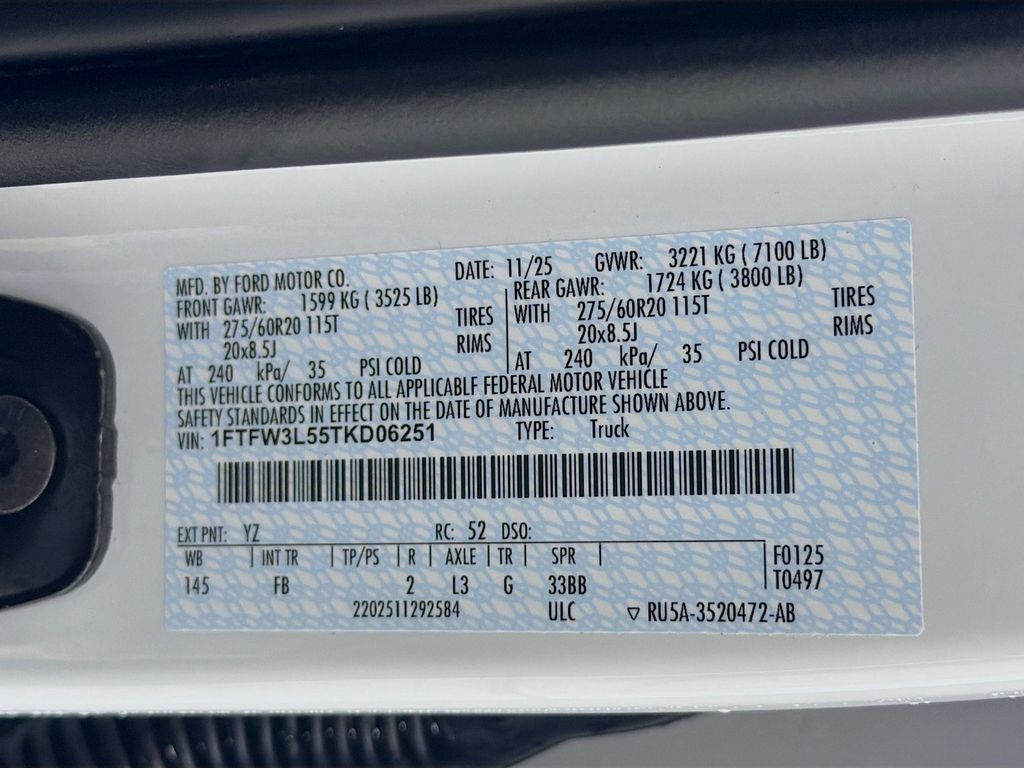 MFD. BY FORD MOTOR CO. DATE: 11/25 GVWR: 3221 KG ( 7100 LB)
FRONT GAWR: 1599 KG ( 3525 LB) REAR GAWR: 1724 KG ( 3800 LB)
WITH 275/60R20 115T TIRES WITH 275/60R20 115T TIRES
20x8.5J RIMS 20x8.5J RIMS
AT 240 kPa/ 35 PSI COLD AT 240 kPa/ 35 PSI COLD
THIS VEHICLE CONFORMS TO ALL APPLICABLE FEDERAL MOTOR VEHICLE
SAFETY STANDARDS IN EFFECT ON THE DATE OF MANUFACTURE SHOWN ABOVE.
VIN: 1FTFW3L55TKD06251 TYPE: Truck
EXT PNT: YZ RC: 52 DSO:
WB INT TR TP/PS R AXLE TR SPR F0125
145 FB 2 L3 G 33BB T0497
2202511292584 ULC ▽ RU5A-3520472-AB